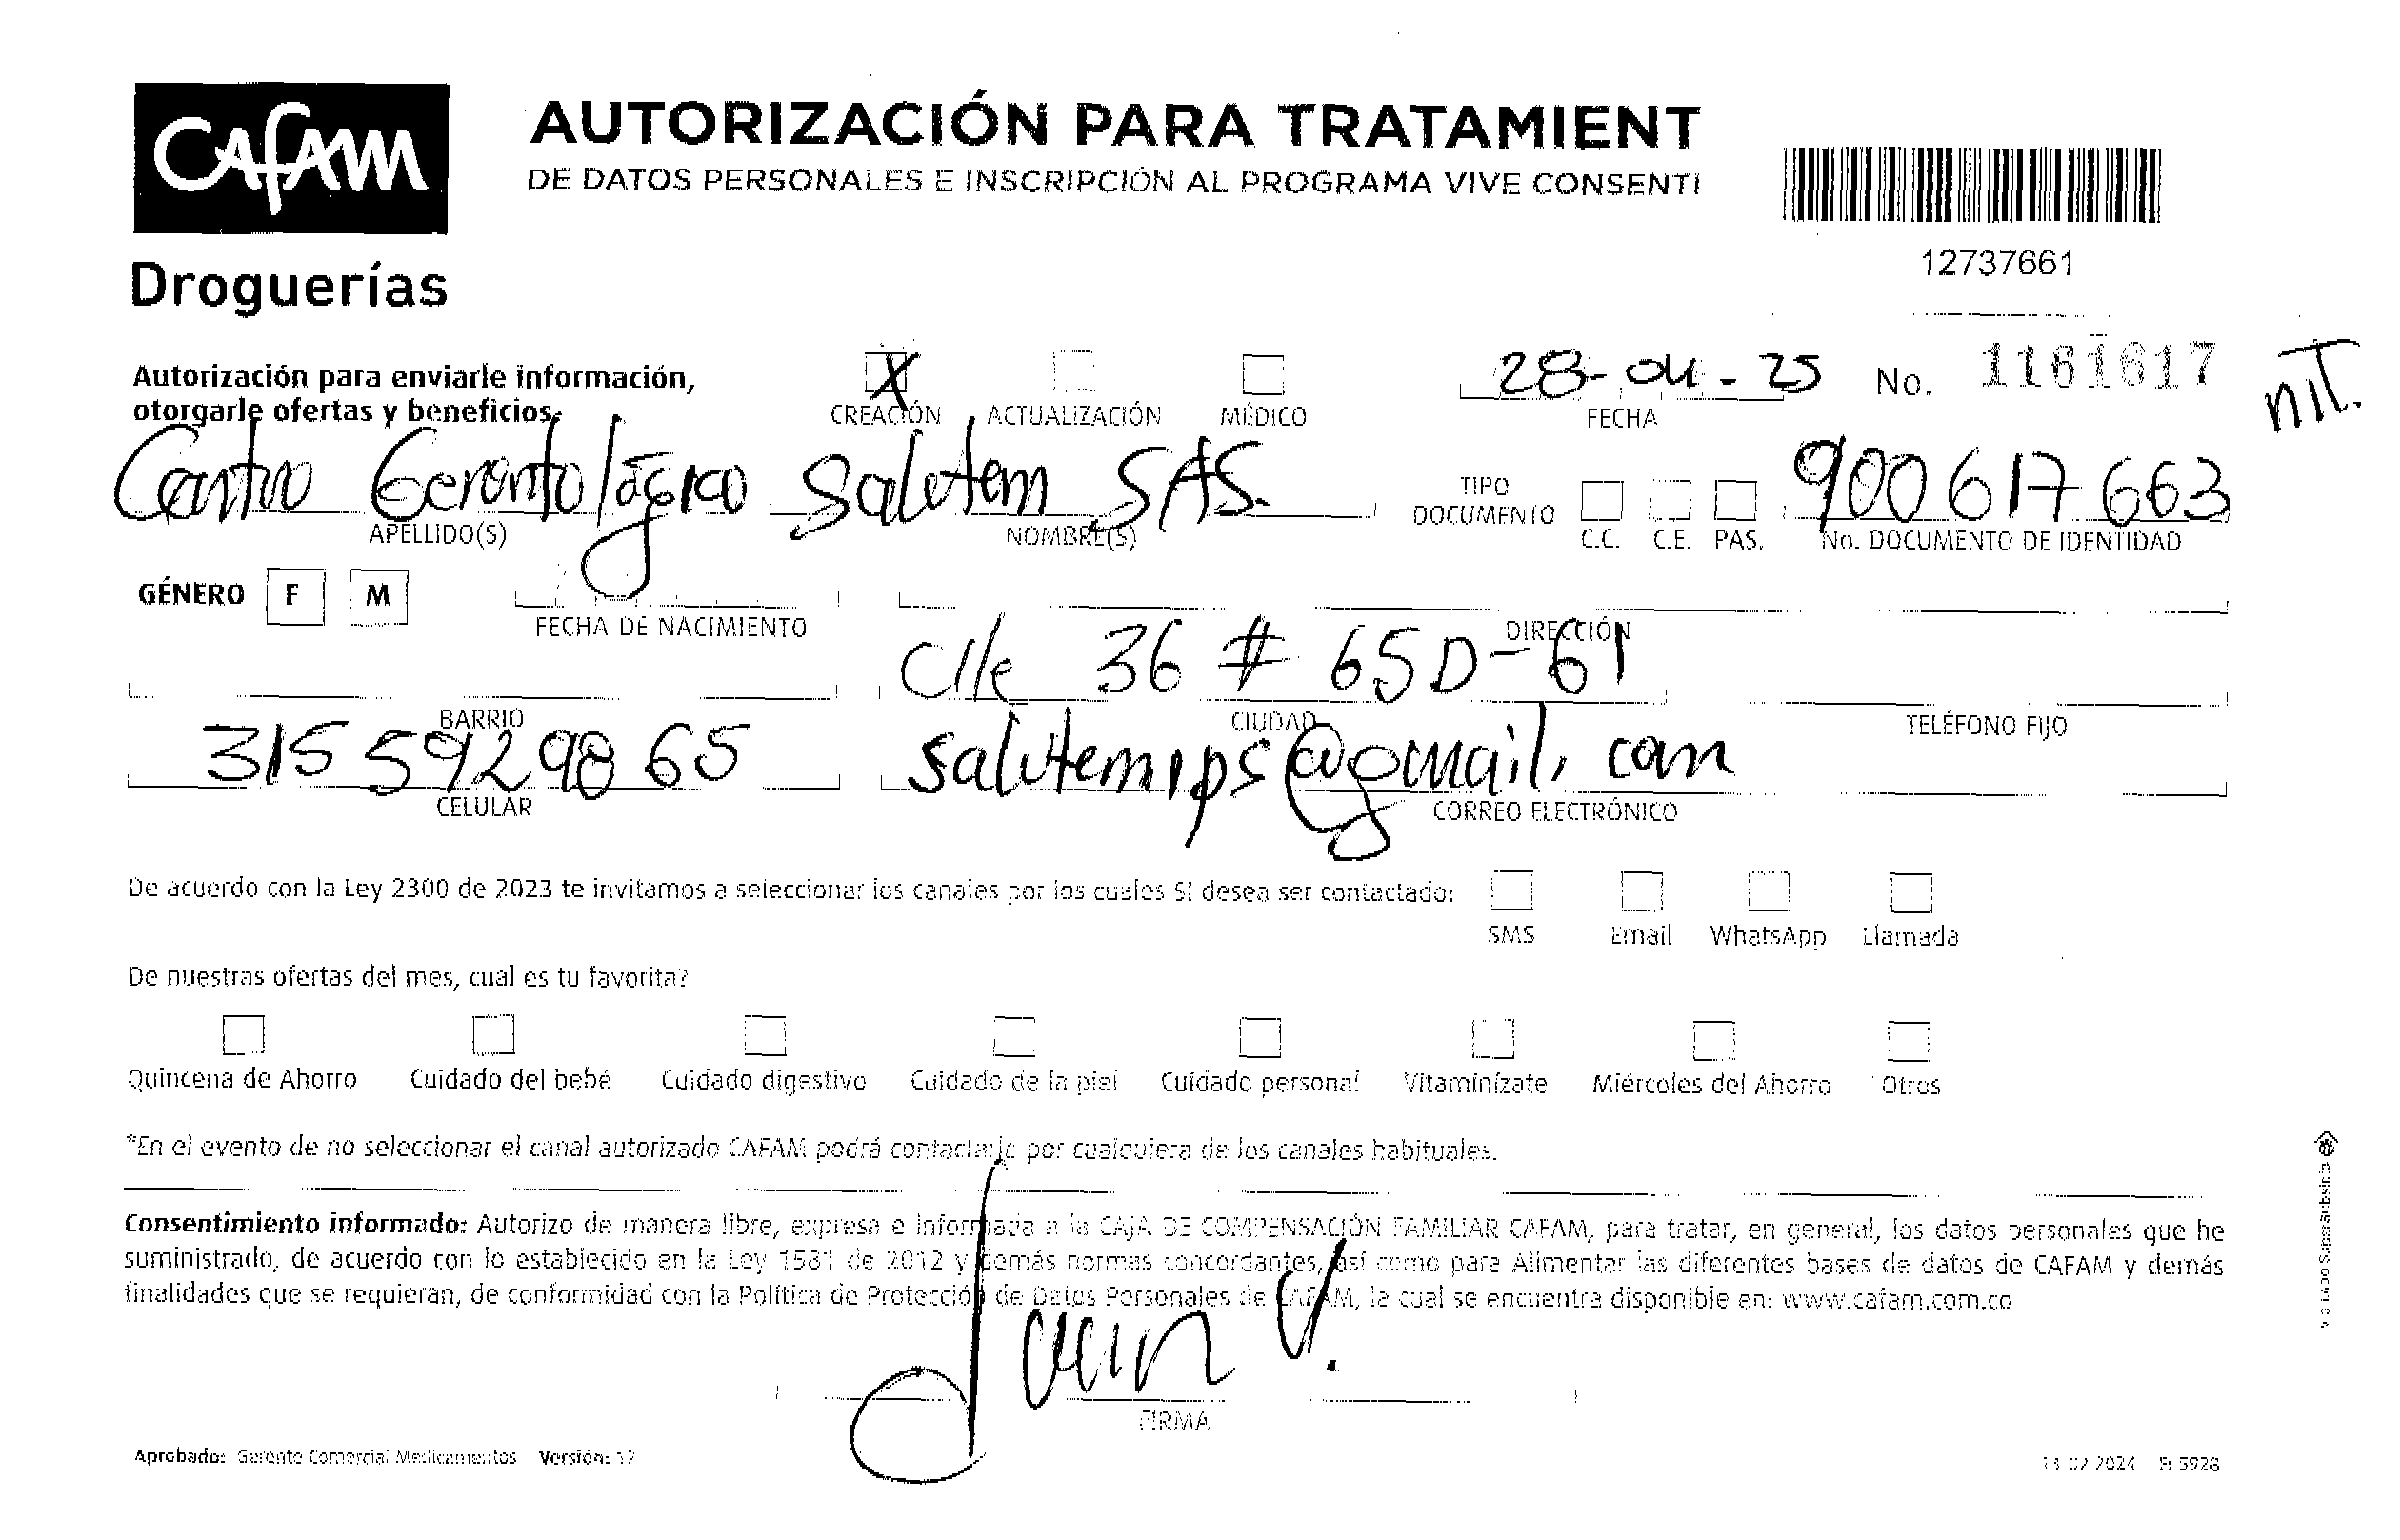 CAFAM
Droguerías
AUTORIZACIÓN PARA TRATAMIENT
DE DATOS PERSONALES E INSCRIPCIÓN AL PROGRAMA VIVE CONSENTI
12737661
Autorización para enviarle información,
otorgarle ofertas y beneficios.
X
CREACIÓN ACTUALIZACIÓN MÉDICO
28-04-25
FECHA
No. 1161617
nIT.
Centro Gerontológico Salutem SAS.
APELLIDO(S) NOMBRE(S)
TIPO DOCUMENTO C.C. C.E. PAS.
900617663
No. DOCUMENTO DE IDENTIDAD
GÉNERO F M
FECHA DE NACIMIENTO DIRECCIÓN
Clle 36 # 65D-61
BARRIO CIUDAD TELÉFONO FIJO
315 5929865 salutemips@gmail.com
CELULAR CORREO ELECTRÓNICO
De acuerdo con la Ley 2300 de 2023 te invitamos a seleccionar los canales por los cuales SI desea ser contactado:
SMS Email WhatsApp Llamada
De nuestras ofertas del mes, cual es tu favorita?
Quincena de Ahorro Cuidado del bebé Cuidado digestivo Cuidado de la piel Cuidado personal Vitamínízate Miércoles del Ahorro Otros
*En el evento de no seleccionar el canal autorizado CAFAM podrá contactarlo por cualquiera de los canales habituales.
Consentimiento informado: Autorizo de manera libre, expresa e informada a la CAJA DE COMPENSACIÓN FAMILIAR CAFAM, para tratar, en general, los datos personales que he
suministrado, de acuerdo con lo establecido en la Ley 1581 de 2012 y demás normas concordantes, así como para Alimentar las diferentes bases de datos de CAFAM y demás
finalidades que se requieran, de conformidad con la Política de Protección de Datos Personales de CAFAM, la cual se encuentra disponible en: www.cafam.com.co
FIRMA
Aprobado: Gerente Comercial Medicamentos Versión: 12
2024 F: 5928